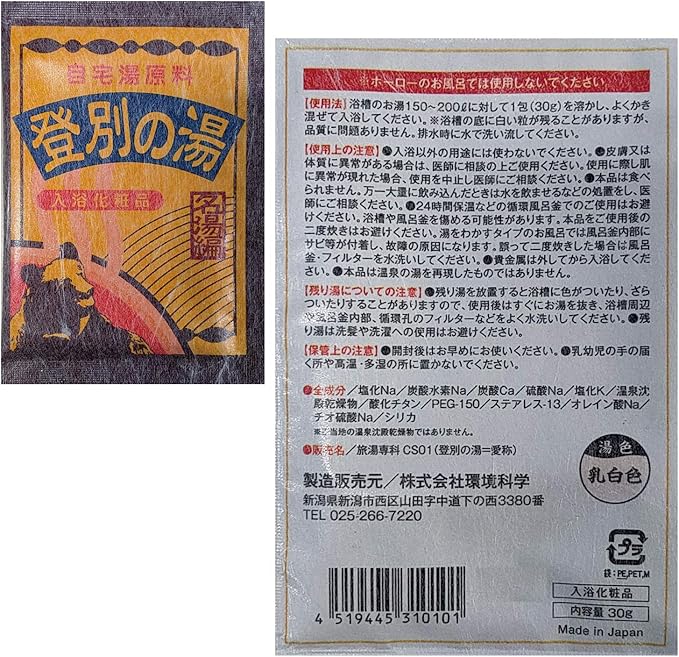 自宅湯原料
登別の湯
入浴化粧品
名湯編
※ホーローのお風呂では使用しないでください
【使用法】浴槽のお湯150~200ℓに対して1包(30g)を溶かし、よくかき
混ぜて入浴してください。※浴槽の底に白い粒が残ることがありますが、
品質に問題ありません。排水時に水で洗い流してください。
【使用上の注意】●入浴以外の用途には使わないでください。●皮膚又は
体質に異常がある場合は、医師に相談の上ご使用ください。使用に際し肌
に異常が現れた場合、使用を中止し医師にご相談ください。●本品は食べ
られません。万一大量に飲み込んだときは水を飲ませるなどの処置をし、医
師にご相談ください。●24時間保温などの循環風呂釜でのご使用はお避
けください。浴槽や風呂釜を傷める可能性があります。本品をご使用後の
二度焚きはお避けください。湯をわかすタイプのお風呂では風呂釜内部に
サビ等が付着し、故障の原因になります。誤って二度焚きした場合は風呂
釜・フィルターを水洗いしてください。●貴金属は外してから入浴してくださ
い。●本品は温泉の湯を再現したものではありません。
【残り湯についての注意】●残り湯を放置すると浴槽に色がついたり、ざら
ついたりすることがありますので、使用後はすぐにお湯を抜き、浴槽周辺
や風呂釜内部、循環孔のフィルターなどをよく水洗いしてください。●残
り湯は洗髪や洗濯への使用はお避けください。
【保管上の注意】●開封後はお早めにお使いください。●乳幼児の手の届
く所や高温・多湿の所に置かないでください。
●全成分/塩化Na/炭酸水素Na/炭酸Ca/硫酸Na/塩化K/温泉沈
殿乾燥物/酸化チタン/PEG-150/ステアレス-13/オレイン酸Na/
チオ硫酸Na/シリカ
※ご当地の温泉沈殿乾燥物ではありません。
●販売名/旅湯専科 CS01(登別の湯=愛称)
湯色
乳白色
製造販売元/株式会社環境科学
新潟県新潟市西区山田字中道下の西3380番
TEL 025-266-7220
プラ
袋:PE,PET,M
4 519445 310101
入浴化粧品
内容量 30g
Made in Japan